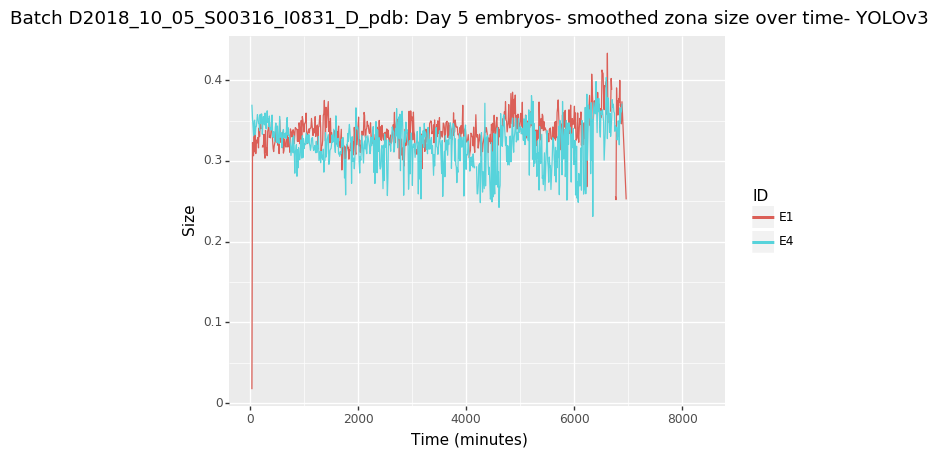 Batch D2018_10_05_S00316_I0831_D_pdb: Day 5 embryos- smoothed zona size over time- YOLOv3
0.4
0.3
0.2
0.1
0
Size
0 2000 4000 6000 8000
Time (minutes)
ID
E1
E4